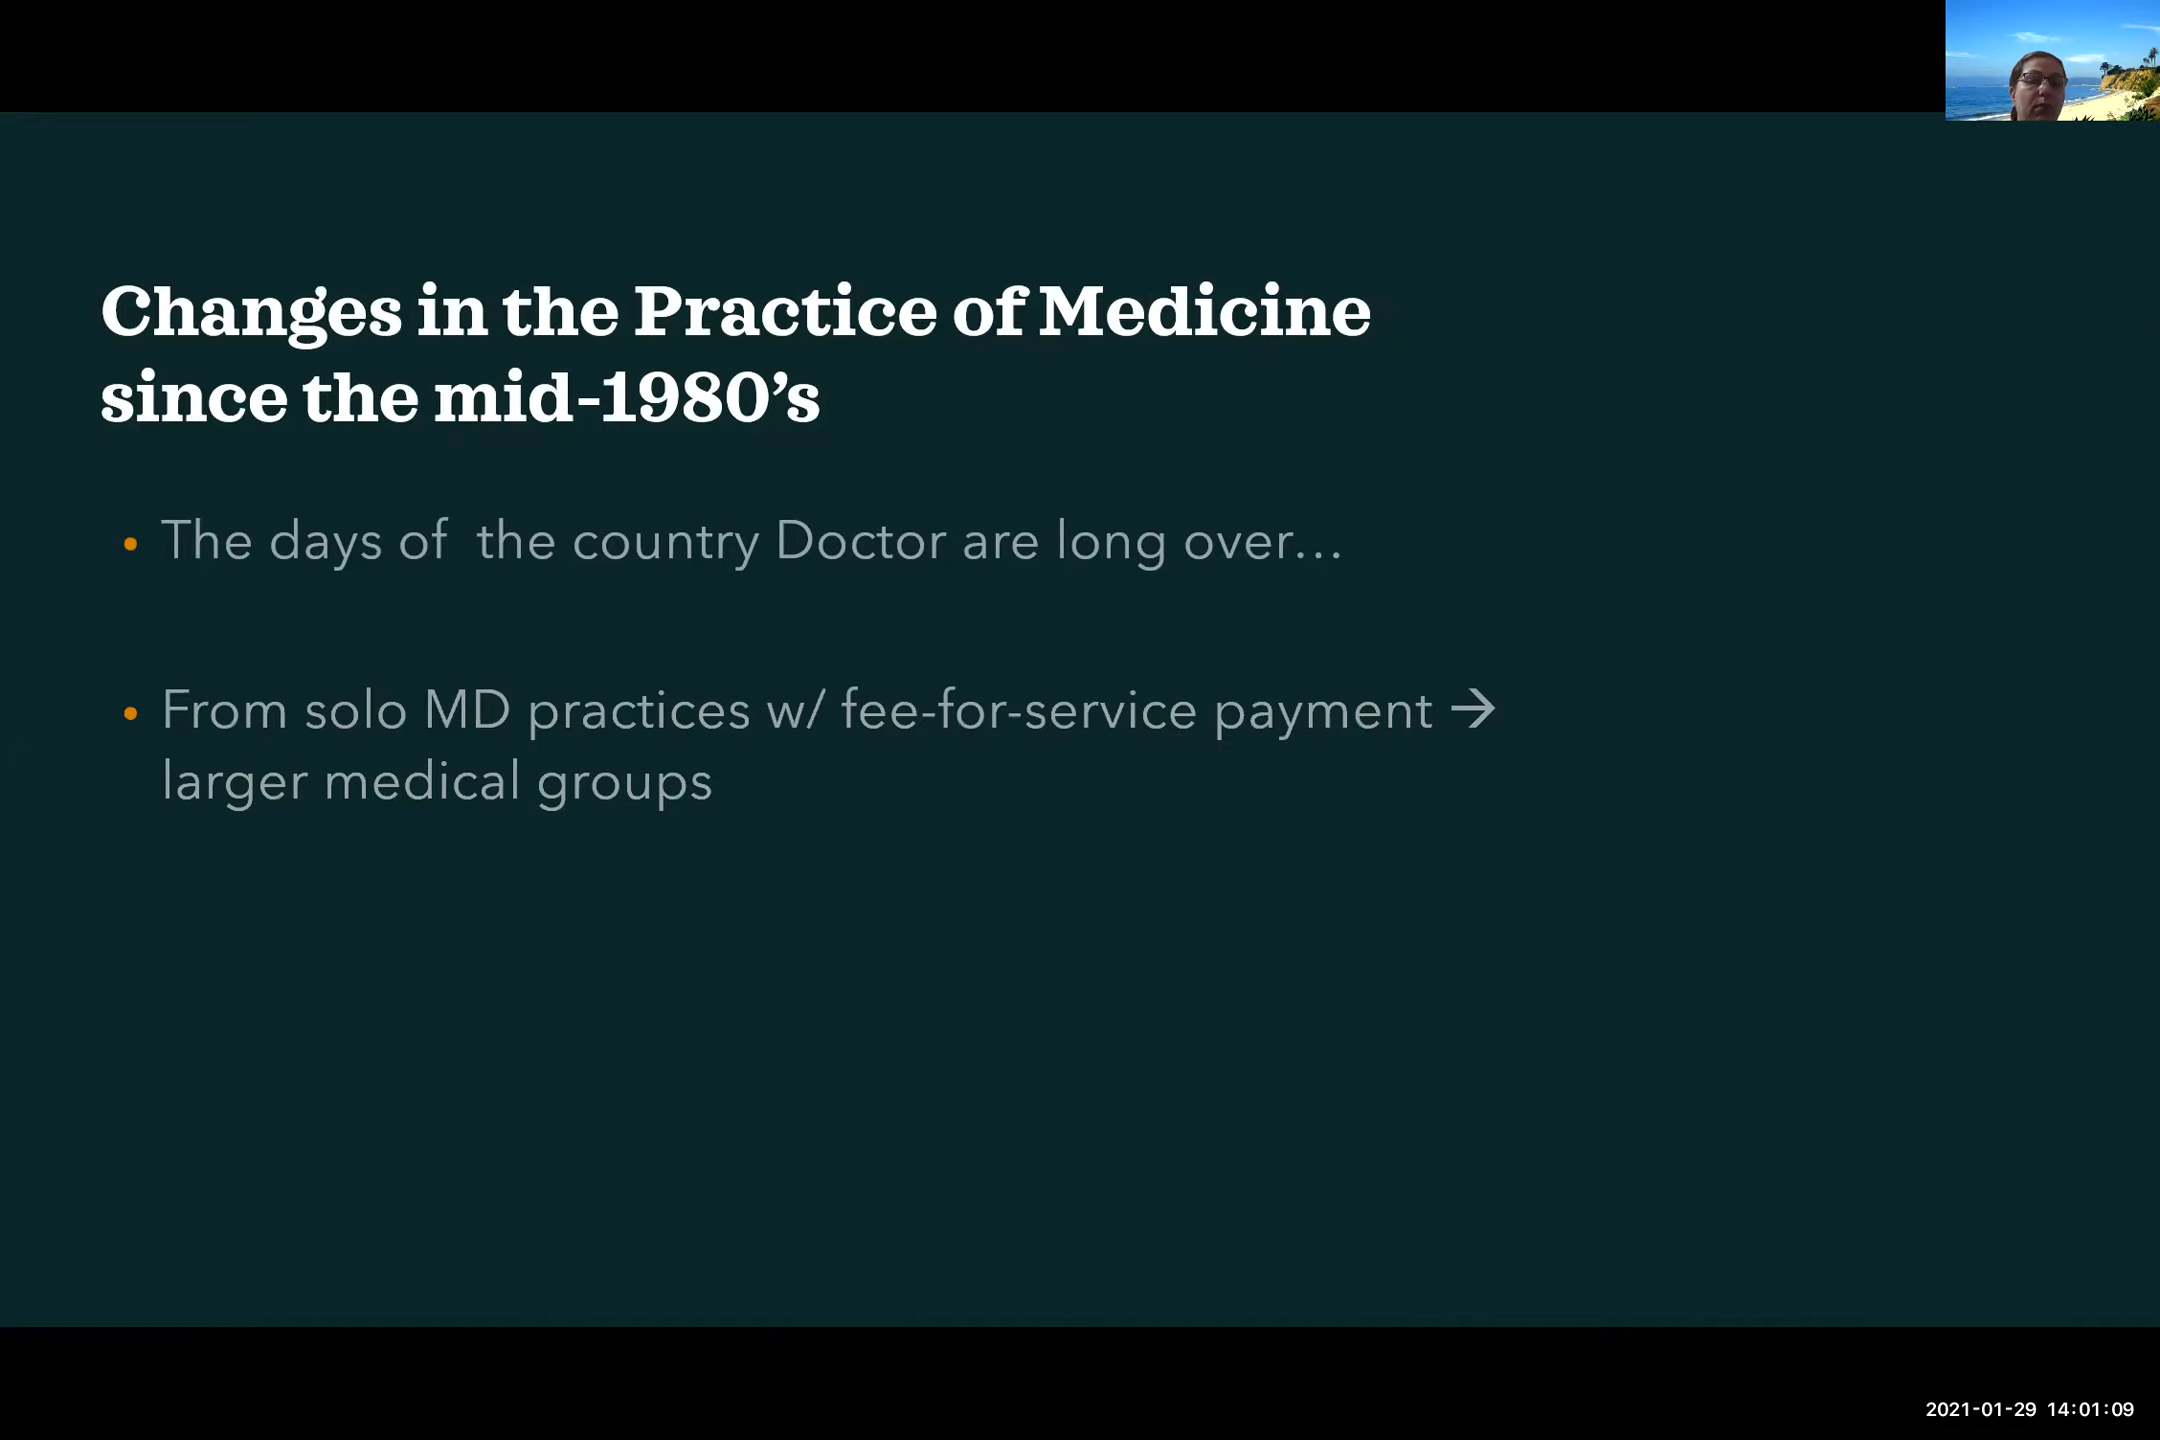 Changes in the Practice of Medicine
since the mid-1980’s
• The days of  the country Doctor are long over…
• From solo MD practices w/ fee-for-service payment →
larger medical groups
2021-01-29 14:01:09